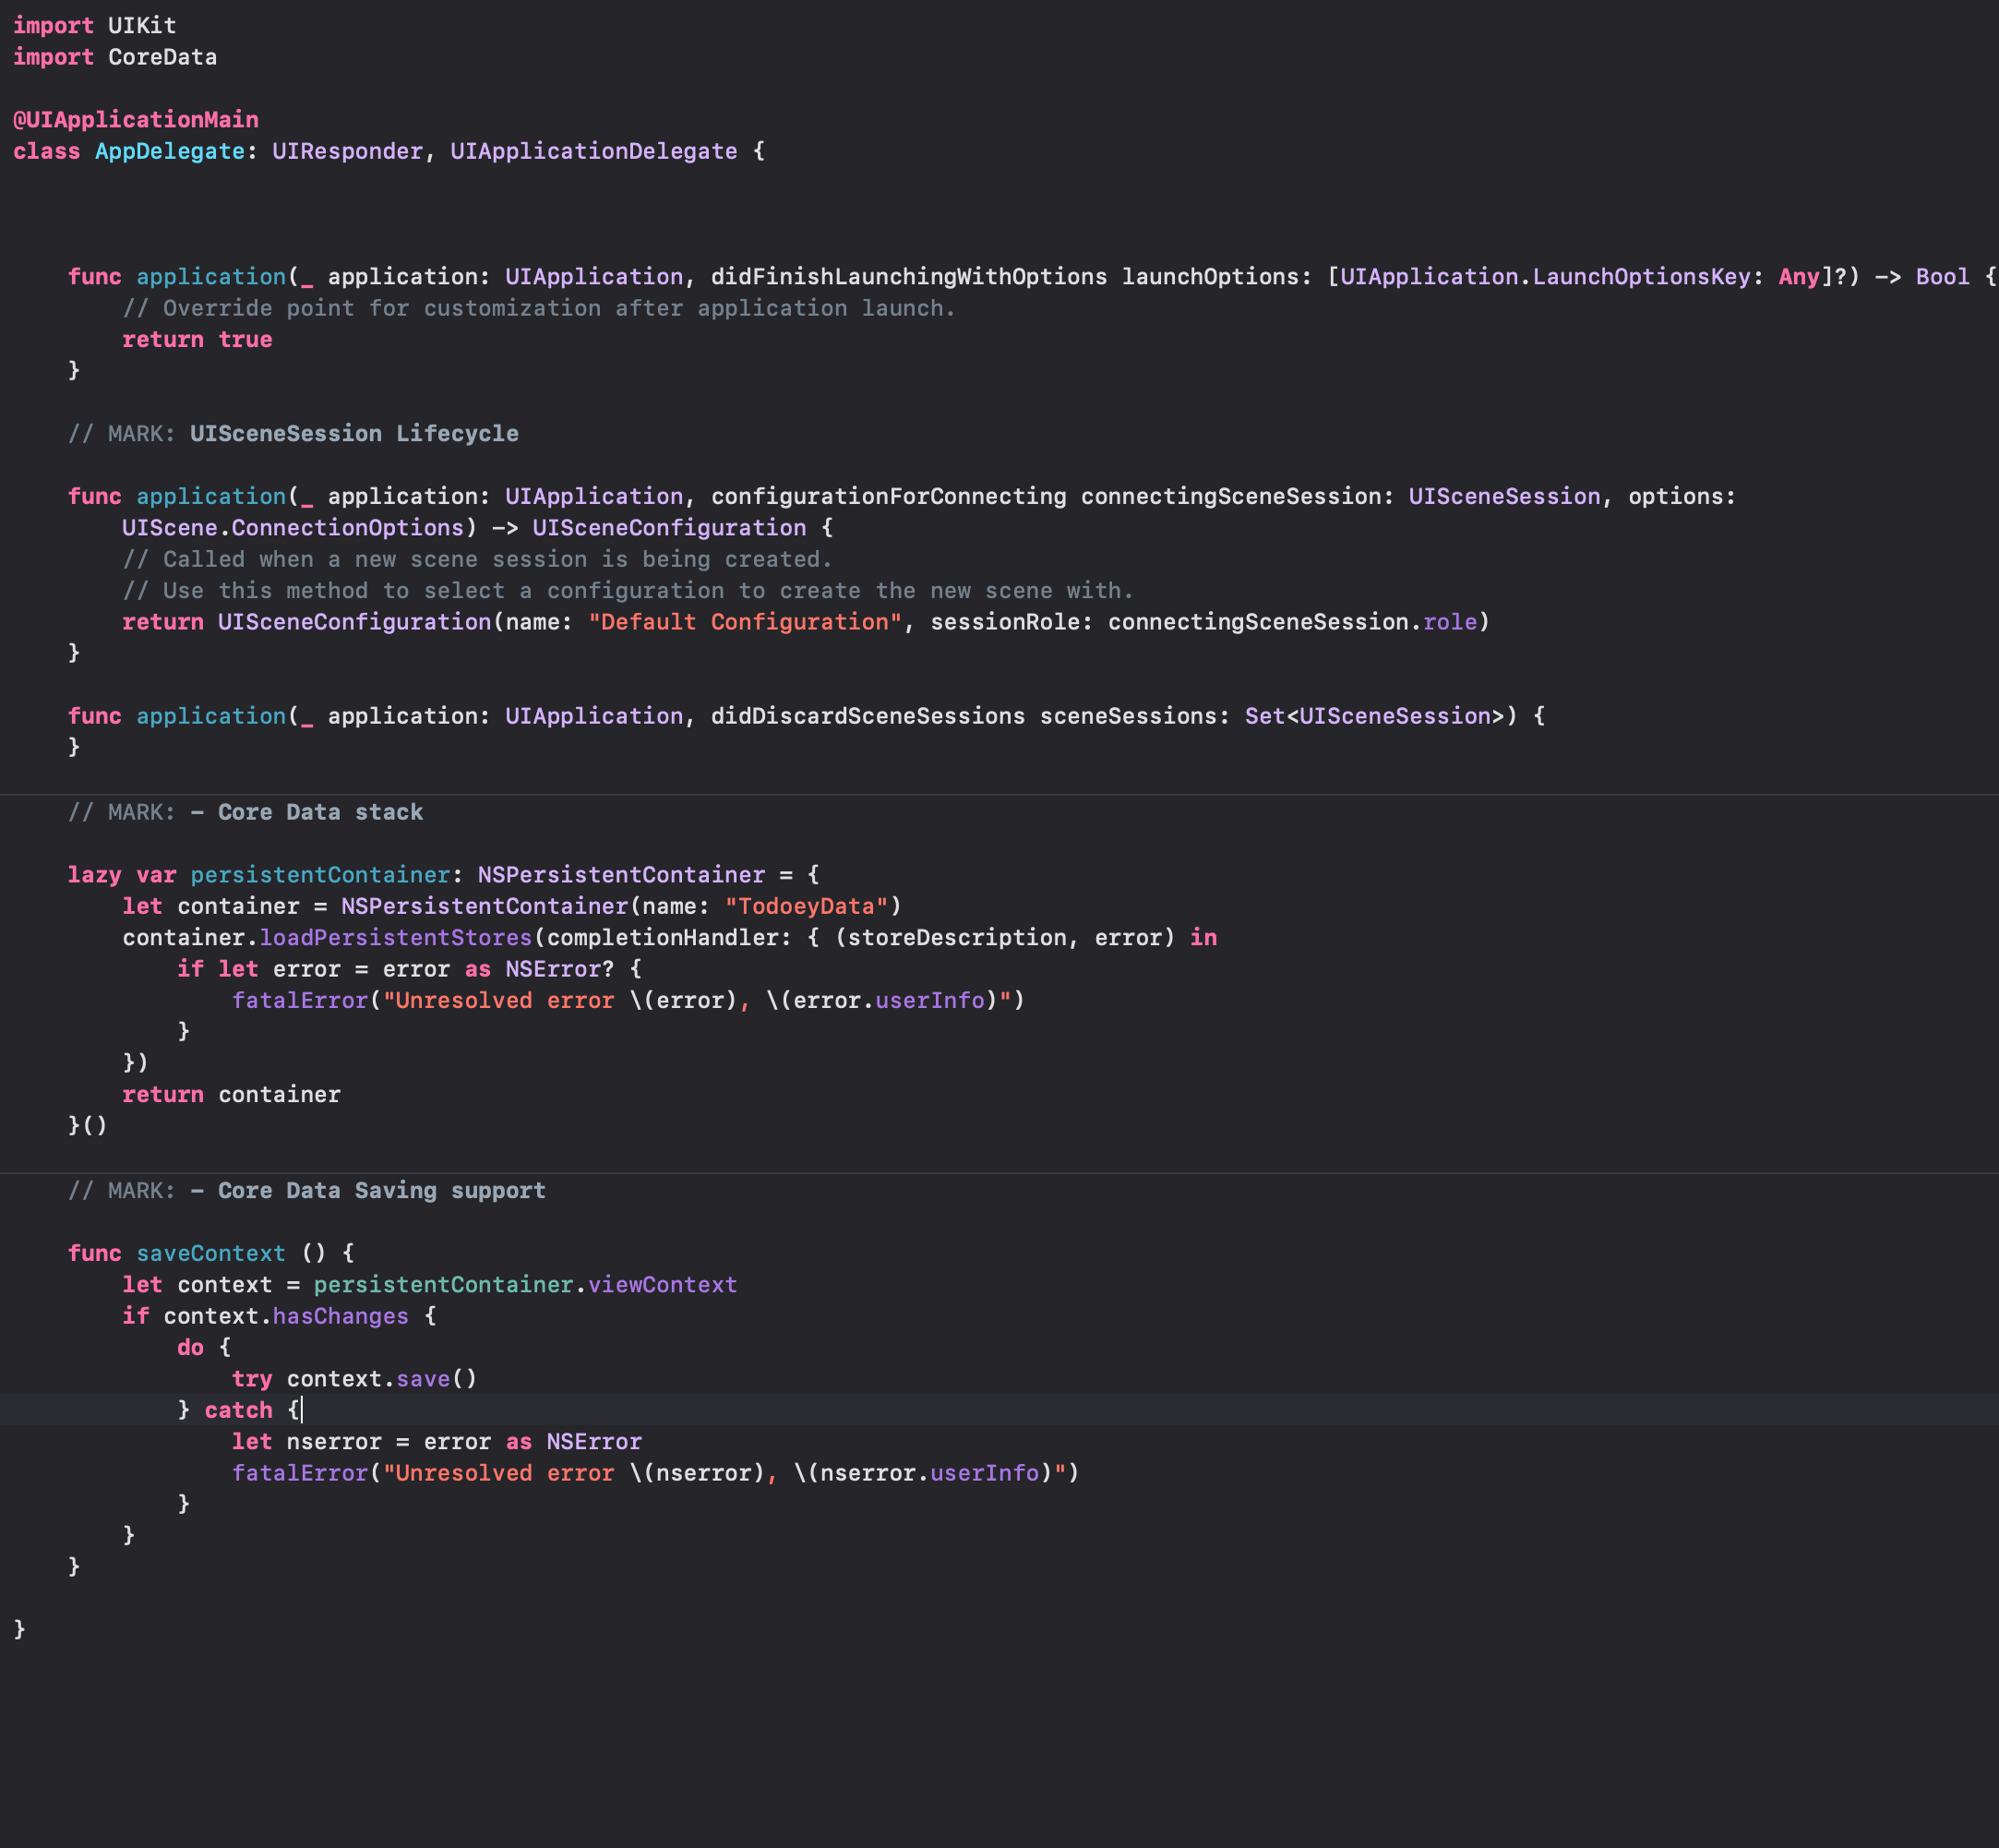 import UIKit
import CoreData
@UIApplicationMain
class AppDelegate: UIResponder, UIApplicationDelegate {
func application(_ application: UIApplication, didFinishLaunchingWithOptions launchOptions: [UIApplication.LaunchOptionsKey: Any]?) -> Bool {
// Override point for customization after application launch.
return true
}
// MARK: UISceneSession Lifecycle
func application(_ application: UIApplication, configurationForConnecting connectingSceneSession: UISceneSession, options:
UIScene.ConnectionOptions) -> UISceneConfiguration {
// Called when a new scene session is being created.
// Use this method to select a configuration to create the new scene with.
return UISceneConfiguration(name: "Default Configuration", sessionRole: connectingSceneSession.role)
}
func application(_ application: UIApplication, didDiscardSceneSessions sceneSessions: Set<UISceneSession>) {
}
// MARK: - Core Data stack
lazy var persistentContainer: NSPersistentContainer = {
let container = NSPersistentContainer(name: "TodoeyData")
container.loadPersistentStores(completionHandler: { (storeDescription, error) in
if let error = error as NSError? {
fatalError("Unresolved error \(error), \(error.userInfo)")
}
})
return container
}()
// MARK: - Core Data Saving support
func saveContext () {
let context = persistentContainer.viewContext
if context.hasChanges {
do {
try context.save()
} catch {
let nserror = error as NSError
fatalError("Unresolved error \(nserror), \(nserror.userInfo)")
}
}
}
}